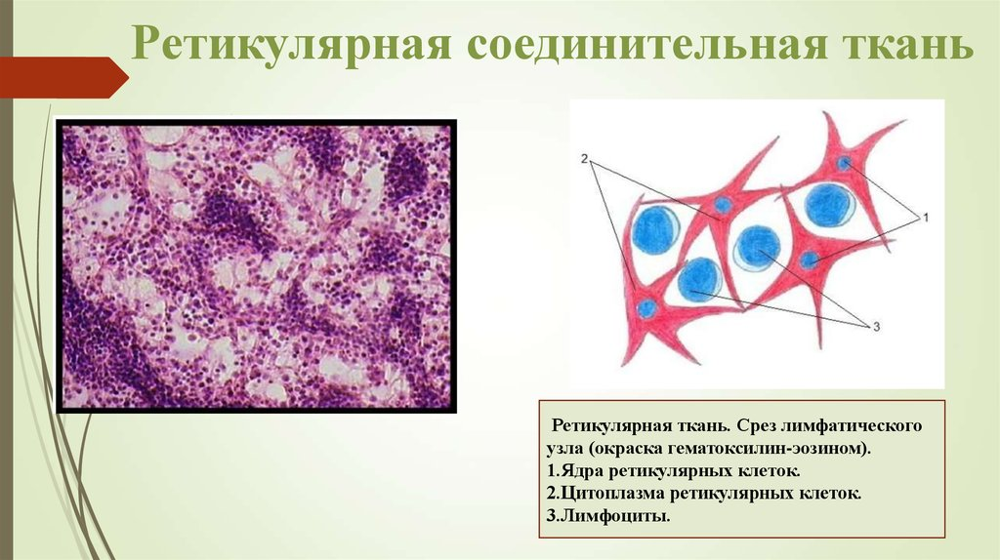 Ретикулярная соединительная ткань
2
1
3
Ретикулярная ткань. Срез лимфатического
узла (окраска гематоксилин-эозином).
1.Ядра ретикулярных клеток.
2.Цитоплазма ретикулярных клеток.
3.Лимфоциты.